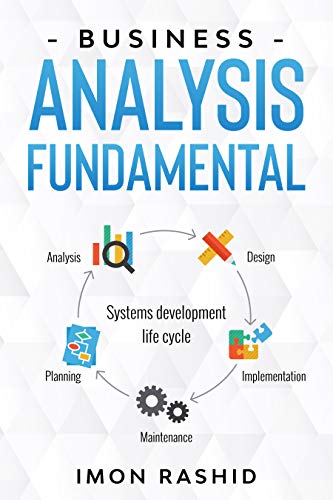 - BUSINESS -
ANALYSIS
FUNDAMENTAL
Analysis
Design
Systems development
life cycle
Planning
Implementation
Maintenance
IMON RASHID